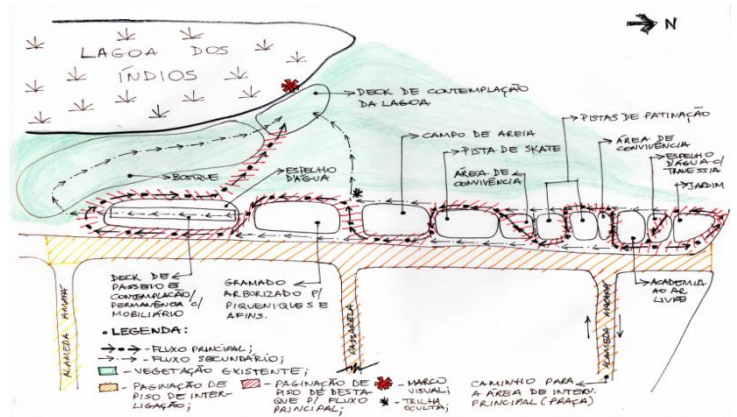 N
LAGOA DOS
ÍNDIOS
DECK DE CONTEMPLAÇÃO
DA LAGOA
PISTAS DE PATINAÇÃO
CAMPO DE AREIA
ÁREA DE
CONVIVÊNCIA
PISTA DE SKATE
ESPELHO
D'ÁGUA C/
TRAVESSIA
ÁREA DE
CONVIVÊNCIA
BOSQUE
ESPELHO
D'ÁGUA
JARDIM
DECK DE
PASSEIO E
CONTEMPLAÇÃO/
PERMANÊNCIA C/
MOBILIÁRIO
GRAMADO
ARBORIZADO P/
PIQUENIQUES E
AFINS.
ACADEMIA
AO AR
LIVRE
ALAMEDA
PASSARELA
ALAMEDA
• LEGENDA:
- FLUXO PRINCIPAL;
- FLUXO SECUNDÁRIO;
- VEGETAÇÃO EXISTENTE;
- PAGINAÇÃO DE
PISO DE INTER-
LIGAÇÃO;
- PAGINAÇÃO DE
PISO DE DESTA-
QUE P/ FLUXO
PRINCIPAL;
- MARCO
VISUAL;
- TRILHA
OCULTA;
CAMINHO PARA
A ÁREA DE INTERV.
PRINCIPAL (PRAÇA)